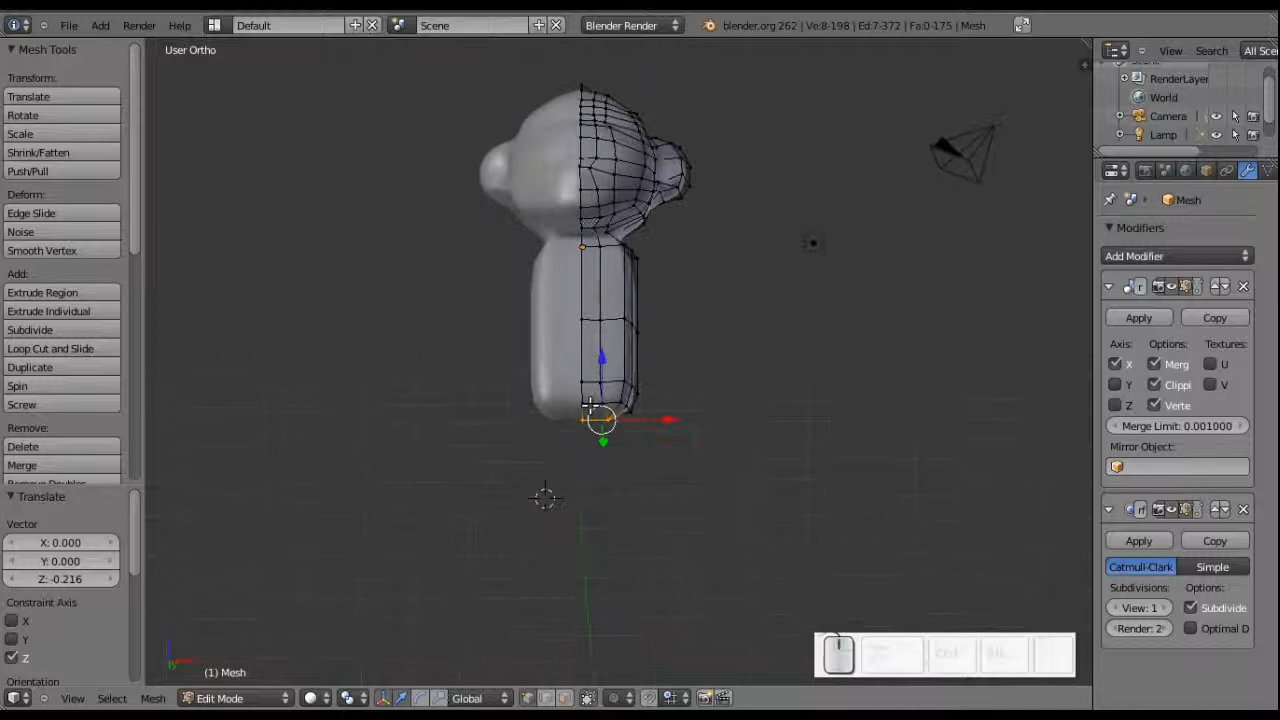 File Add Render Help Default Scene Blender Render blender.org 262 | Ve:8-198 | Ed:7-372 | Fa:0-175 | Mesh
Mesh Tools
User Ortho
View Search All Sce
Transform:
Translate
Rotate
Scale
Shrink/Fatten
Push/Pull
Deform:
Edge Slide
Noise
Smooth Vertex
Add:
Extrude Region
Extrude Individual
Subdivide
Loop Cut and Slide
Duplicate
Spin
Screw
Remove:
Delete
Merge
Remove Doubles
Translate
Vector
X: 0.000
Y: 0.000
Z: -0.216
Constraint Axis
X
Y
Z
Orientation
RenderLayer
World
Camera
Lamp
Mesh
Modifiers
Add Modifier
Apply Copy
Axis: Options: Textures:
X Merg U
Y Clippi V
Z Verte
Merge Limit: 0.001000
Mirror Object:
Apply Copy
Catmull-Clark Simple
Subdivisions: Options:
View: 1 Subdivide
Render: 2 Optimal D
(1) Mesh
View Select Mesh Edit Mode Global